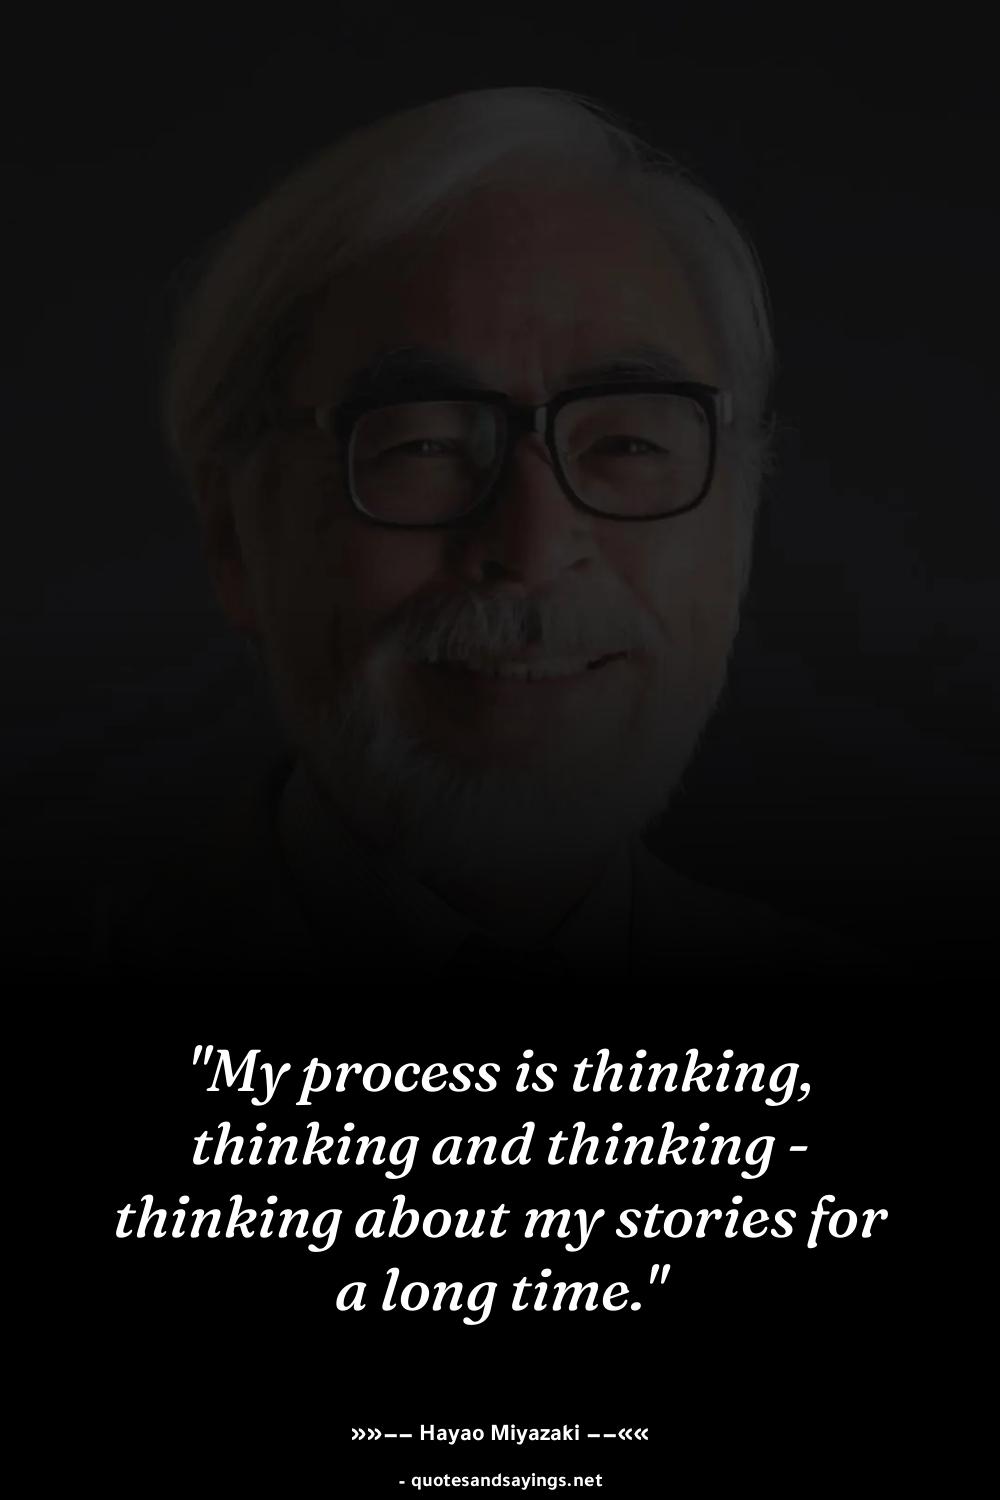 "My process is thinking,
thinking and thinking -
thinking about my stories for
a long time."
»»–– Hayao Miyazaki ––««
- quotesandsayings.net